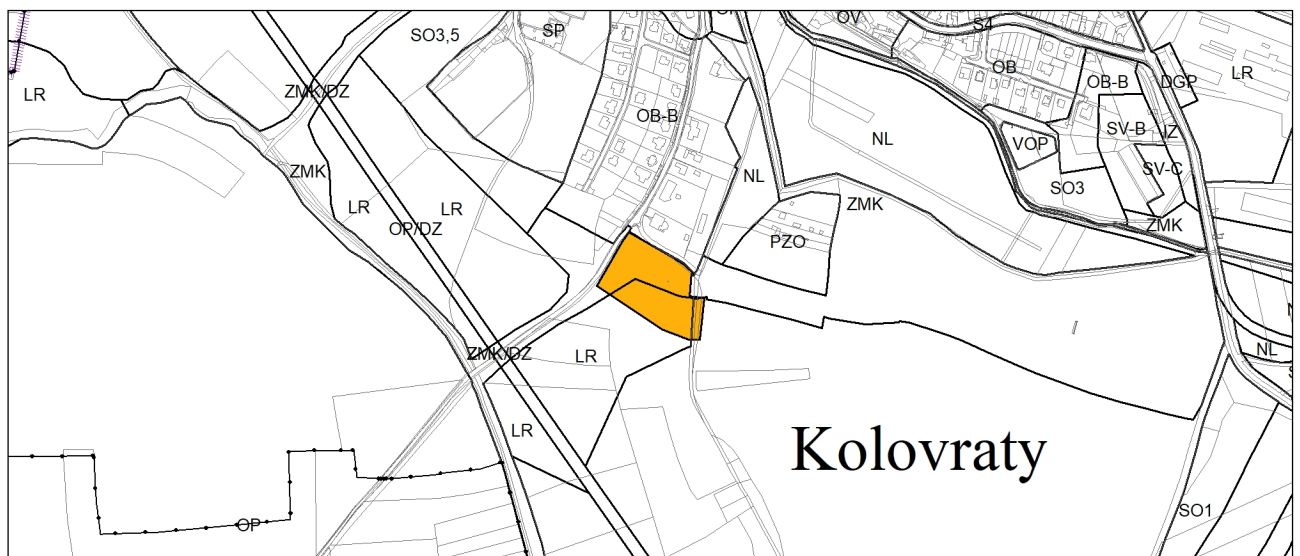 OV
S4
SO3,5
SP
OB
OB-B
DGP
LR
LR
ZMK/DZ
OB-B
SV-B
IZ
NL
VOP
SV-C
ZMK
NL
SO3
LR
LR
ZMK
ZMK
OP/DZ
PZO
ZMK/DZ
LR
NL
LR
Kolovraty
SO1
OP